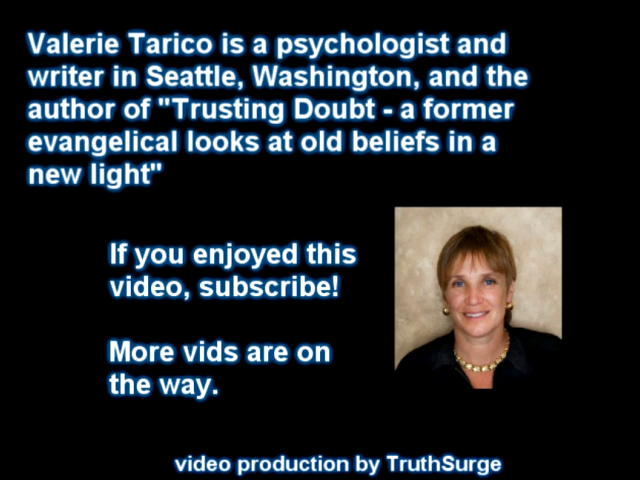 Valerie Tarico is a psychologist and
writer in Seattle, Washington, and the
author of "Trusting Doubt - a former
evangelical looks at old beliefs in a
new light"
If you enjoyed this
video, subscribe!
More vids are on
the way.
video production by TruthSurge